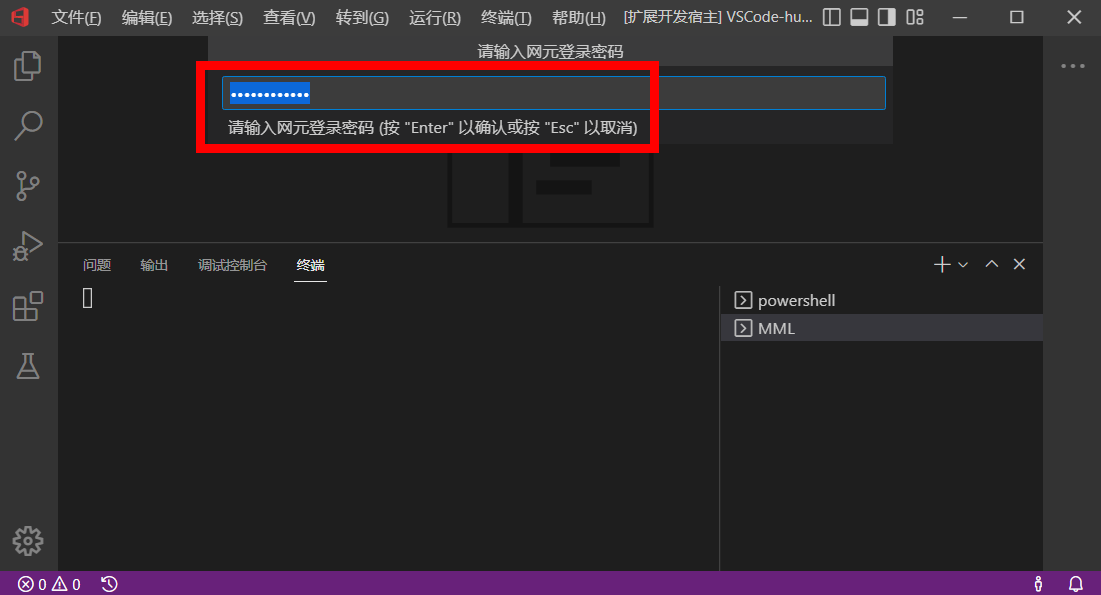 文件(F) 编辑(E) 选择(S) 查看(V) 转到(G) 运行(R) 终端(T) 帮助(H) [扩展开发宿主] VSCode-hu...
请输入网元登录密码
••••••••••••
请输入网元登录密码 (按 "Enter" 以确认或按 "Esc" 以取消)
问题 输出 调试控制台 终端
powershell
MML
0 0